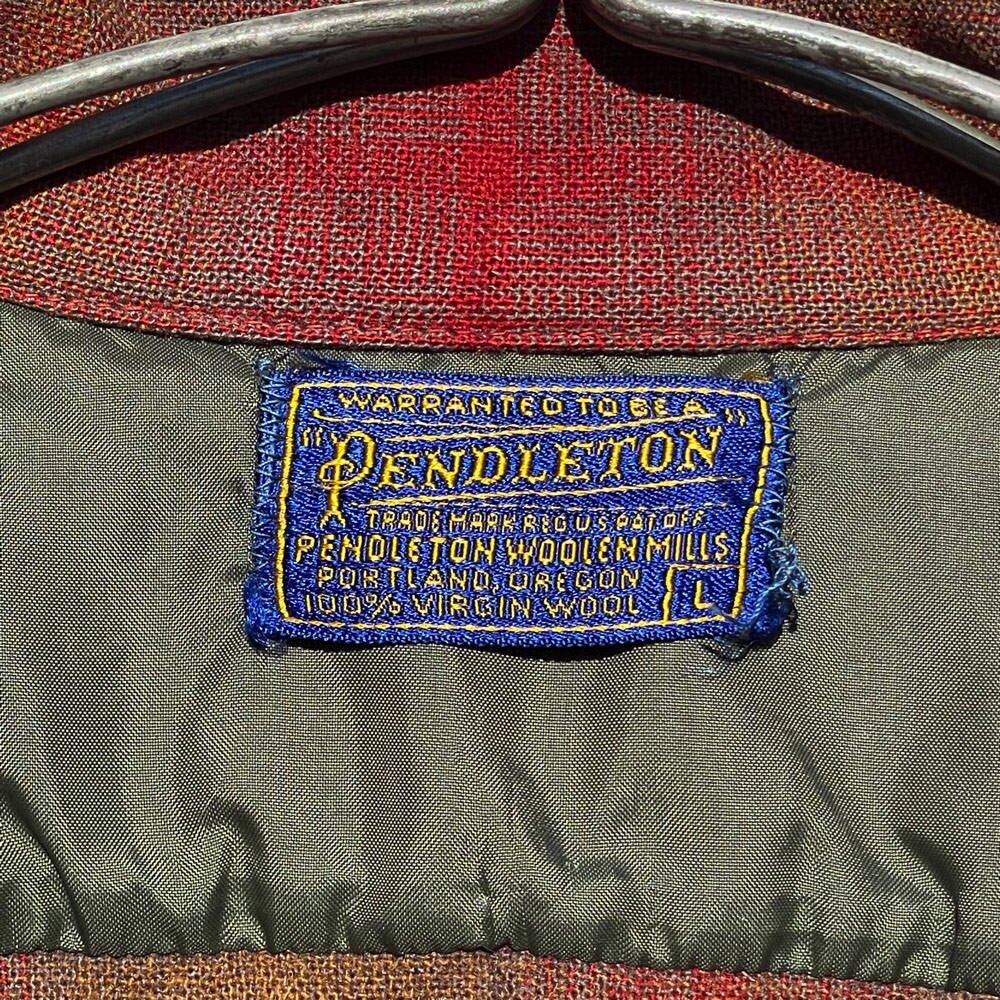 WARRANTED TO BE A
"PENDLETON"
TRADE MARK REG U S PAT OFF
PENDLETON WOOLEN MILLS
PORTLAND, OREGON
100% VIRGIN WOOL L